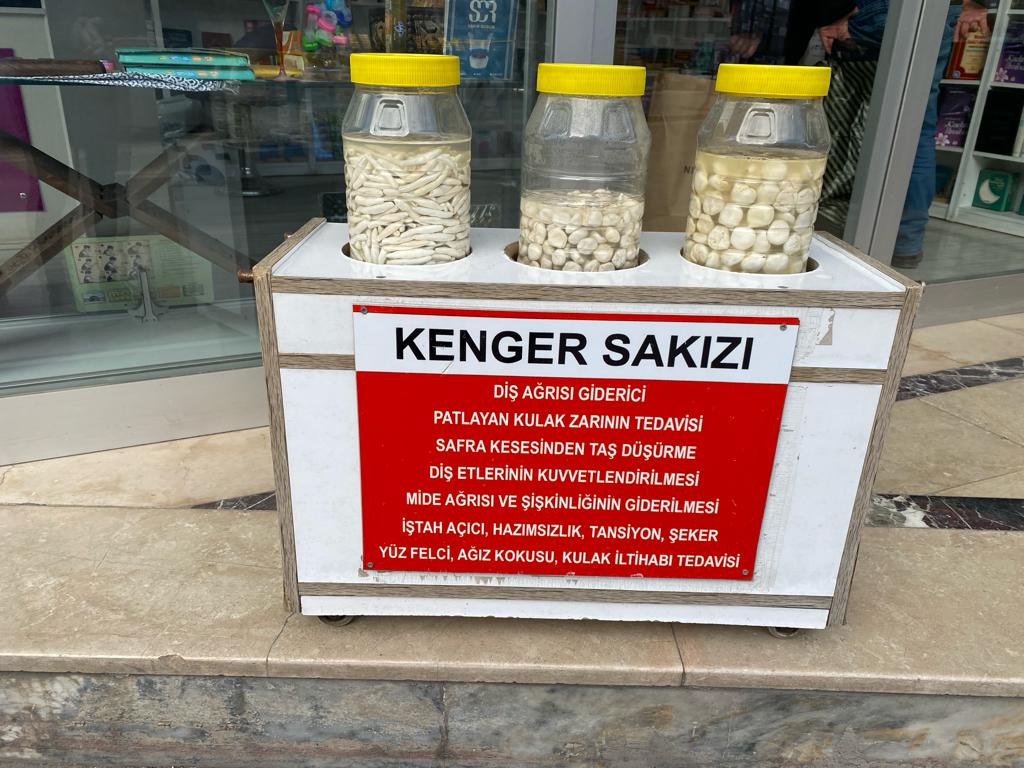 KENGER SAKIZI
DİŞ AĞRISI GİDERİCİ
PATLAYAN KULAK ZARININ TEDAVİSİ
SAFRA KESESİNDEN TAŞ DÜŞÜRME
DİŞ ETLERİNİN KUVVETLENDİRİLMESİ
MİDE AĞRISI VE ŞİŞKİNLİĞİNİN GİDERİLMESİ
İŞTAH AÇICI, HAZIMSIZLIK, TANSİYON, ŞEKER
YÜZ FELCİ, AĞIZ KOKUSU, KULAK İLTİHABI TEDAVİSİ